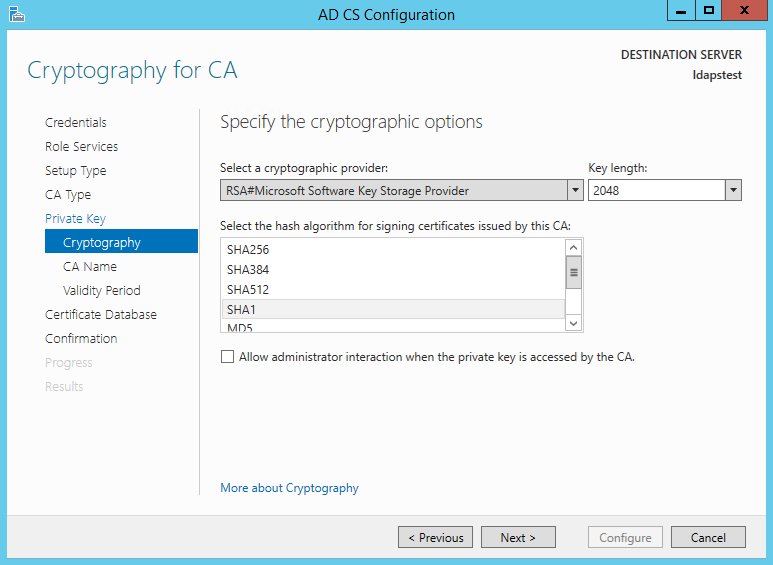 AD CS Configuration
Cryptography for CA
DESTINATION SERVER
ldapstest
Credentials
Role Services
Setup Type
CA Type
Private Key
Cryptography
CA Name
Validity Period
Certificate Database
Confirmation
Progress
Results
Specify the cryptographic options
Select a cryptographic provider:
Key length:
RSA#Microsoft Software Key Storage Provider
2048
Select the hash algorithm for signing certificates issued by this CA:
SHA256
SHA384
SHA512
SHA1
MD5
Allow administrator interaction when the private key is accessed by the CA.
More about Cryptography
< Previous
Next >
Configure
Cancel